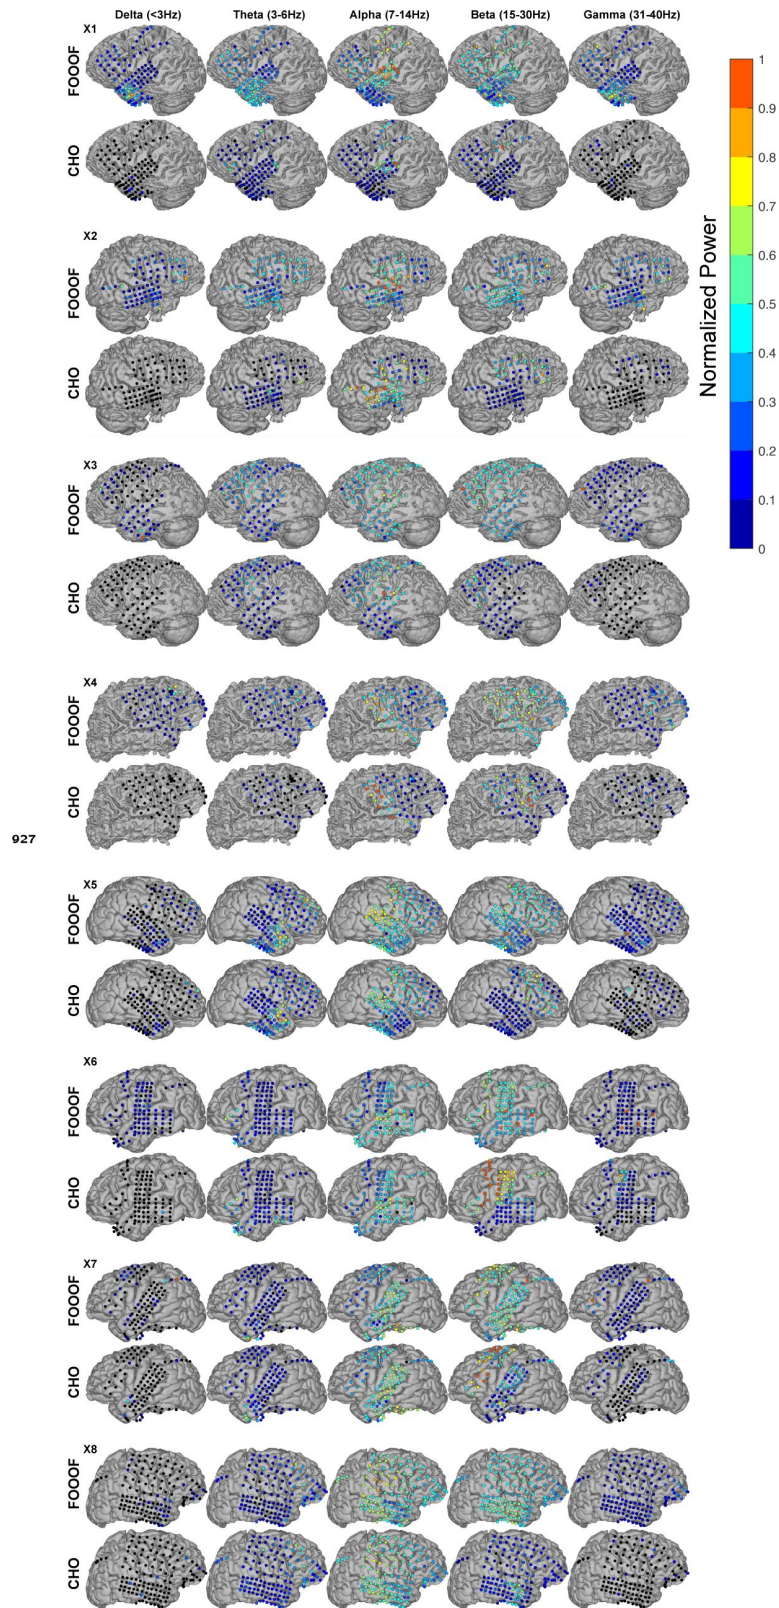 Delta (<3Hz) Theta (3-6Hz) Alpha (7-14Hz) Beta (15-30Hz) Gamma (31-40Hz)
X1
FOOOF
CHO
X2
FOOOF
CHO
X3
FOOOF
CHO
X4
FOOOF
CHO
927
X5
FOOOF
CHO
X6
FOOOF
CHO
X7
FOOOF
CHO
X8
FOOOF
CHO
Normalized Power
1
0.9
0.8
0.7
0.6
0.5
0.4
0.3
0.2
0.1
0